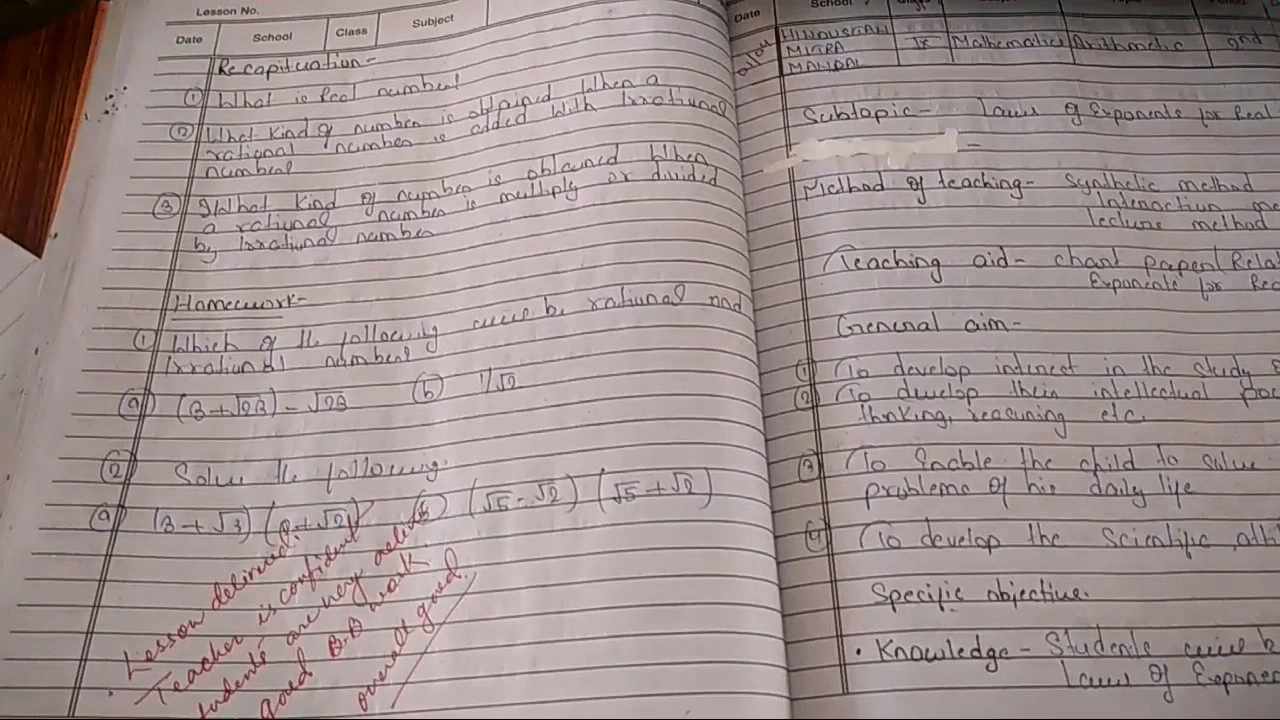 Lesson No.
Date School Class Subject
Recapituation-
① What is Real number?
② What kind of number is obtained when a
rational number is added with irrational
number?
③ What kind of number is obtained when
a rational number is multiply or divided
by Irrational number
Homework-
① Which of the following will be rational and
Irrational number?
(a) (3+√23) - √23 (b) 1/√2
② Solve the following.
(a) (3+√3) (2+√2) (b) (√5-√2) (√5+√2)
Lesson delivered.
Teacher is confident
students are very active
good B.B work
overall good.
Date School
HINDUSTANI
MITRA IX Mathematics Arithmetic 2nd
MANDAL
Subtopic- Laws of Exponents for Real
Method of teaching- Synthetic method
Interaction
lecture method
Teaching aid- chart paper
Exponents for
General aim-
① To develop interest in the study
② To develop their intellectual
thinking, reasoning etc.
③ To Enable the child to solve
problems of his daily life
④ To develop the Scientific
Specific objective.
• Knowledge - Students will
Laws of